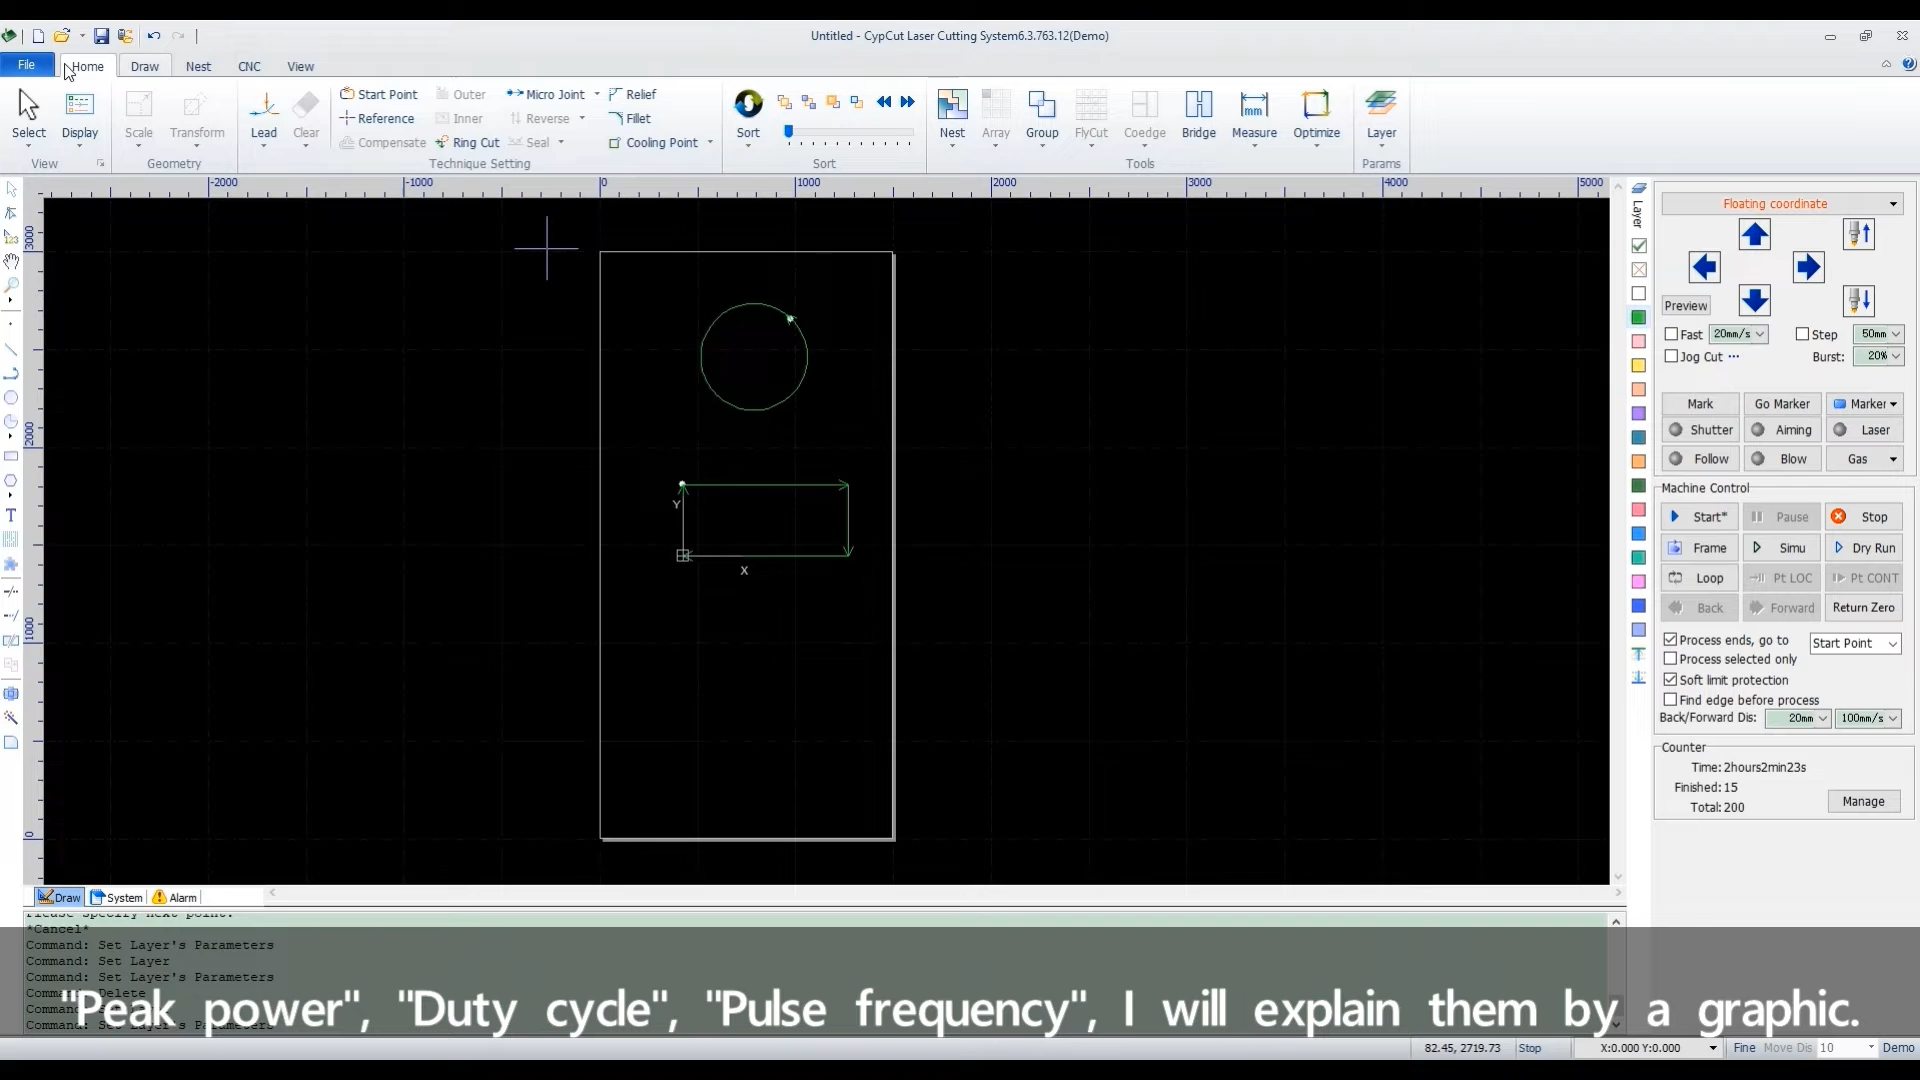 Untitled - CypCut Laser Cutting System6.3.763.12(Demo)
File Home Draw Nest CNC View
Select Display Scale Transform Lead Clear
Start Point Outer Micro Joint Relief
Reference Inner Reverse Fillet
Compensate Ring Cut Seal Cooling Point
Sort Nest Array Group FlyCut Coedge Bridge Measure Optimize Layer
View Geometry Technique Setting Sort Tools Params
-2000 -1000 0 1000 2000 3000 4000 5000
3000
2000
1000
0
Y
X
123
T
Layer
Floating coordinate
Preview
Fast 20mm/s Step 50mm
Jog Cut Burst: 20%
Mark Go Marker Marker
Shutter Aiming Laser
Follow Blow Gas
Machine Control
Start* Pause Stop
Frame Simu Dry Run
Loop Pt LOC Pt CONT
Back Forward Return Zero
Process ends, go to Start Point
Process selected only
Soft limit protection
Find edge before process
Back/Forward Dis: 20mm 100mm/s
Counter
Time: 2hours2min23s
Finished: 15
Total: 200
Manage
Draw System Alarm
Please specify next point:
*Cancel*
Command: Set Layer's Parameters
Command: Set Layer
Command: Set Layer's Parameters
"Peak power", "Duty cycle", "Pulse frequency", I will explain them by a graphic.
82.45, 2719.73 Stop X:0.000 Y:0.000 Fine Move Dis 10 Demo